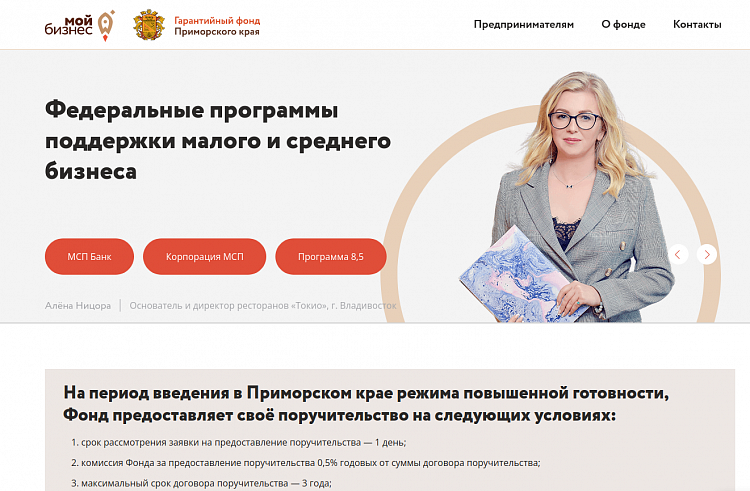 мой
бизнес
Гарантийный фонд
Приморского края
Предпринимателям
О фонде
Контакты
Федеральные программы
поддержки малого и среднего
бизнеса
МСП Банк
Корпорация МСП
Программа 8,5
Алёна Ницора
Основатель и директор ресторанов «Токио», г. Владивосток
На период введения в Приморском крае режима повышенной готовности,
Фонд предоставляет своё поручительство на следующих условиях:
1. срок рассмотрения заявки на предоставление поручительства — 1 день;
2. комиссия Фонда за предоставление поручительства 0,5% годовых от суммы договора поручительства;
3. максимальный срок договора поручительства — 3 года;